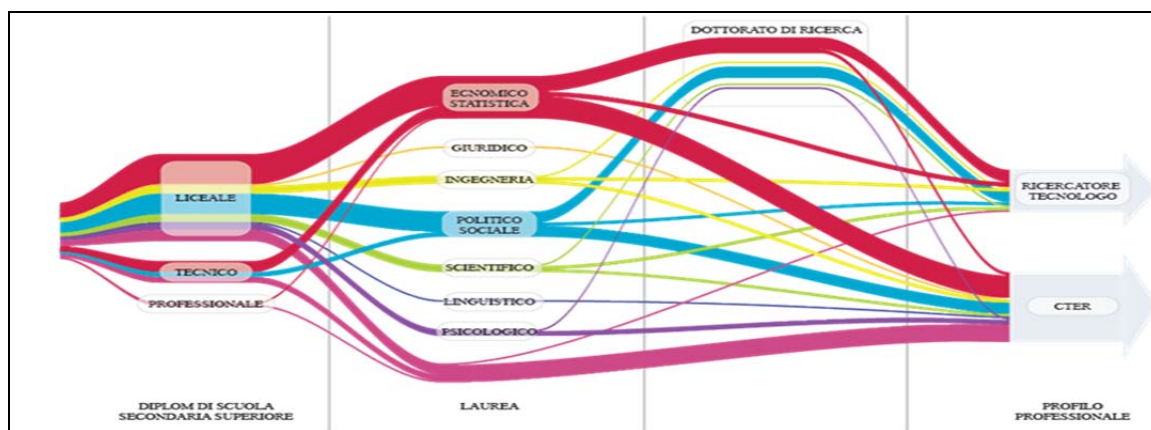 DOTTORATO DI RICERCA
ECNOMICO
STATISTICA
GIURIDICO
INGEGNERIA
LICEALE
POLITICO
SOCIALE
RICERCATORE
TECNOLOGO
TECNICO
SCIENTIFICO
PROFESSIONALE
LINGUISTICO
CTER
PSICOLOGICO
DIPLOM DI SCUOLA
SECONDARIA SUPERIORE
LAUREA
PROFILO
PROFESSIONALE